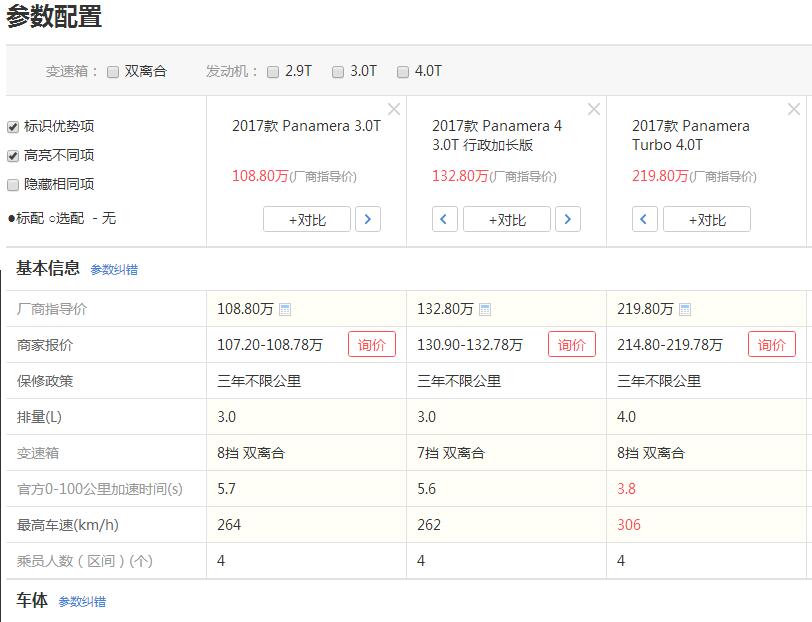 参数配置
变速箱： 双离合 发动机： 2.9T 3.0T 4.0T
标识优势项
高亮不同项
隐藏相同项
●标配 ○选配 - 无
2017款 Panamera 3.0T
108.80万(厂商指导价)
+对比
2017款 Panamera 4
3.0T 行政加长版
132.80万(厂商指导价)
+对比
2017款 Panamera
Turbo 4.0T
219.80万(厂商指导价)
+对比
基本信息 参数纠错
厂商指导价 108.80万 132.80万 219.80万
商家报价 107.20-108.78万 询价 130.90-132.78万 询价 214.80-219.78万 询价
保修政策 三年不限公里 三年不限公里 三年不限公里
排量(L) 3.0 3.0 4.0
变速箱 8挡 双离合 7挡 双离合 8挡 双离合
官方0-100公里加速时间(s) 5.7 5.6 3.8
最高车速(km/h) 264 262 306
乘员人数（区间）(个) 4 4 4
车体 参数纠错